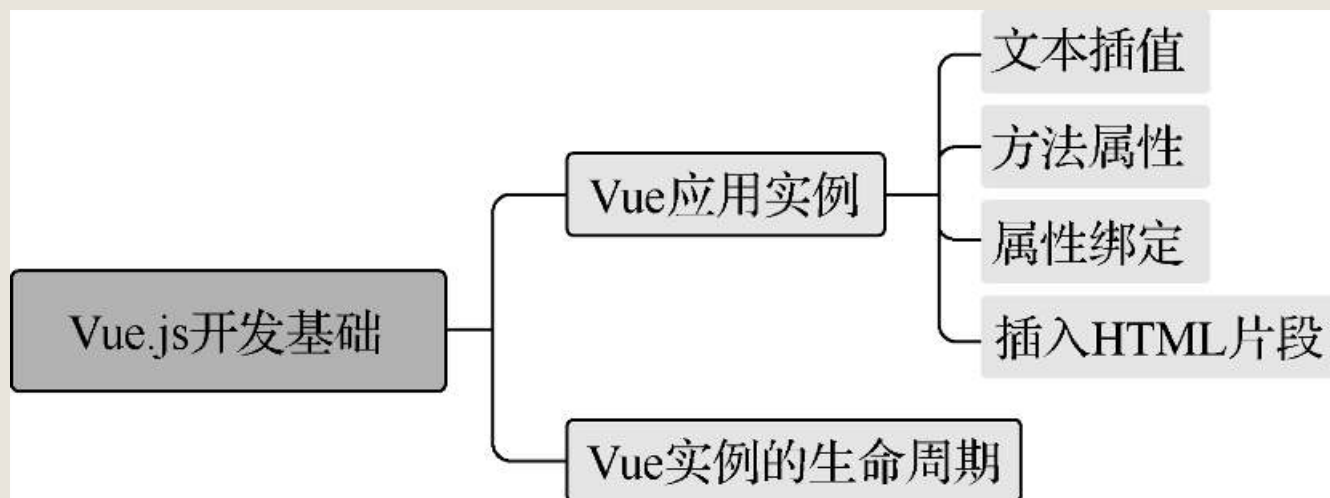 Vue.js开发基础
Vue应用实例
文本插值
方法属性
属性绑定
插入HTML片段
Vue实例的生命周期